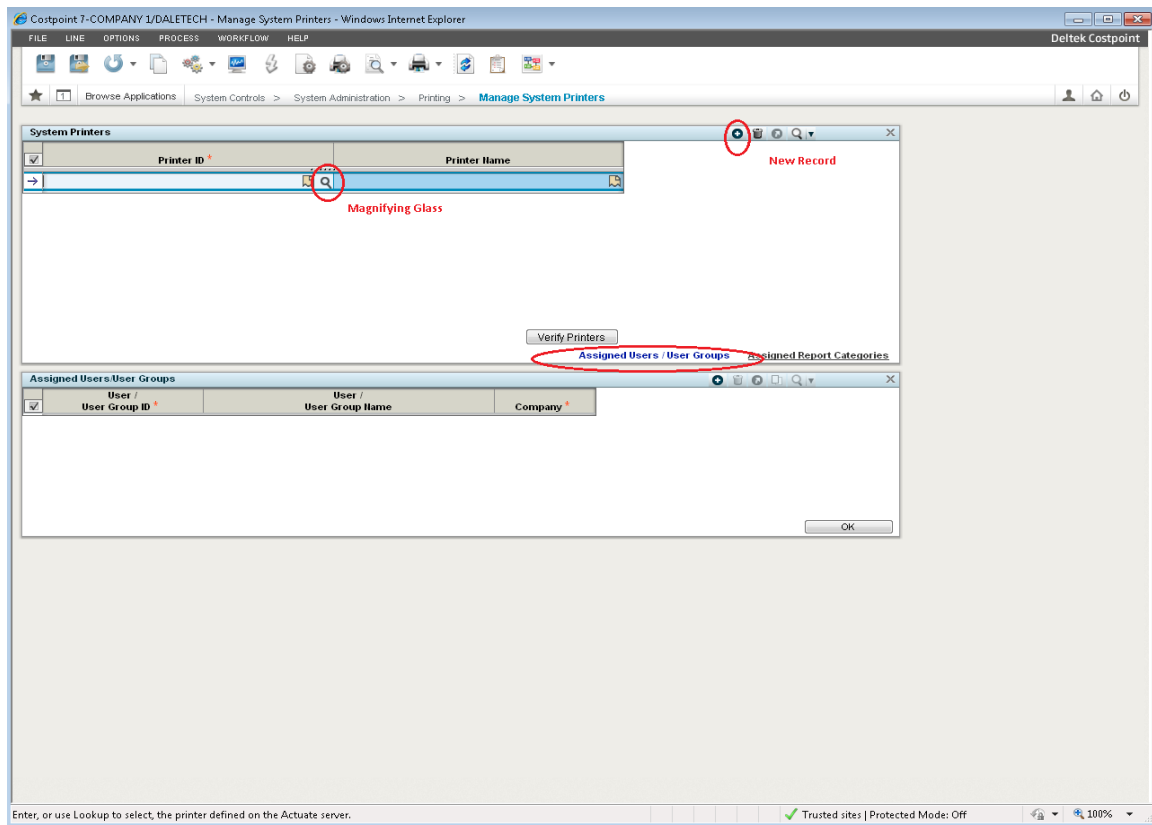 Costpoint 7-COMPANY 1/DALETECH - Manage System Printers - Windows Internet Explorer
FILE LINE OPTIONS PROCESS WORKFLOW HELP Deltek Costpoint
1 Browse Applications System Controls > System Administration > Printing > Manage System Printers
System Printers
Printer ID * Printer Name New Record
Magnifying Glass
Verify Printers
Assigned Users / User Groups Assigned Report Categories
Assigned Users/User Groups
User / User /
User Group ID * User Group Name Company *
OK
Enter, or use Lookup to select, the printer defined on the Actuate server. Trusted sites | Protected Mode: Off 100%